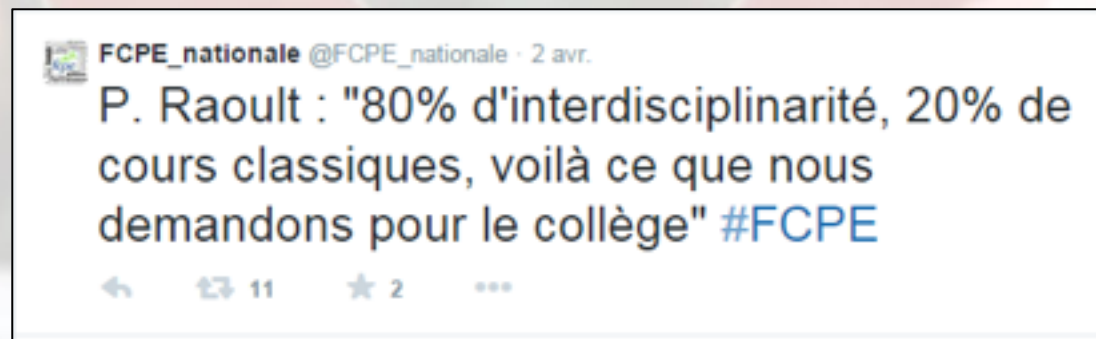 FCPE_nationale @FCPE_nationale · 2 avr.
P. Raoult : "80% d'interdisciplinarité, 20% de
cours classiques, voilà ce que nous
demandons pour le collège" #FCPE
11 2